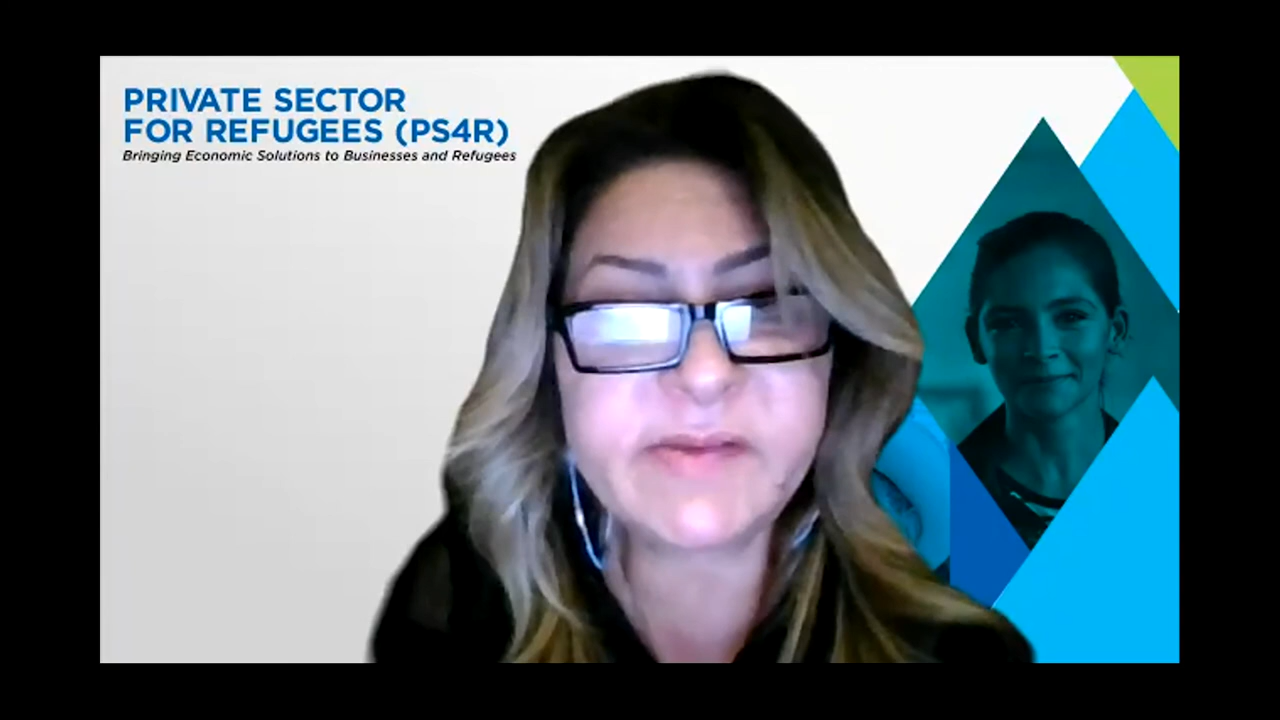 PRIVATE SECTOR
FOR REFUGEES (PS4R)
Bringing Economic Solutions to Businesses and Refugees